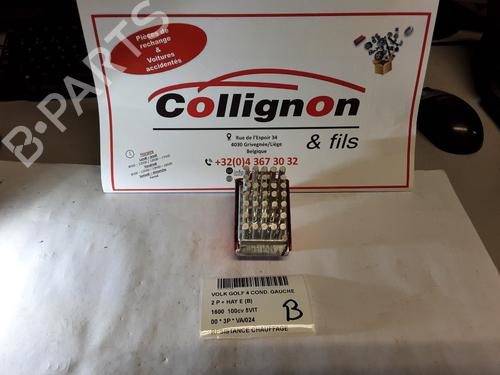 Pièces de
rechange &
Voitures
accidentés
COllignOn
& fils
Rue de l'Espoir 34
4030 Grivegnée/Liège
Belgique
+32(0)4 367 30 32
B-PARTS
VOLK GOLF 4 COND. GAUCHE
2 P + HAY E (B)
1600 100cv 5VIT
00 * 3P * VA/024
RESISTANCE CHAUFFAGE
B